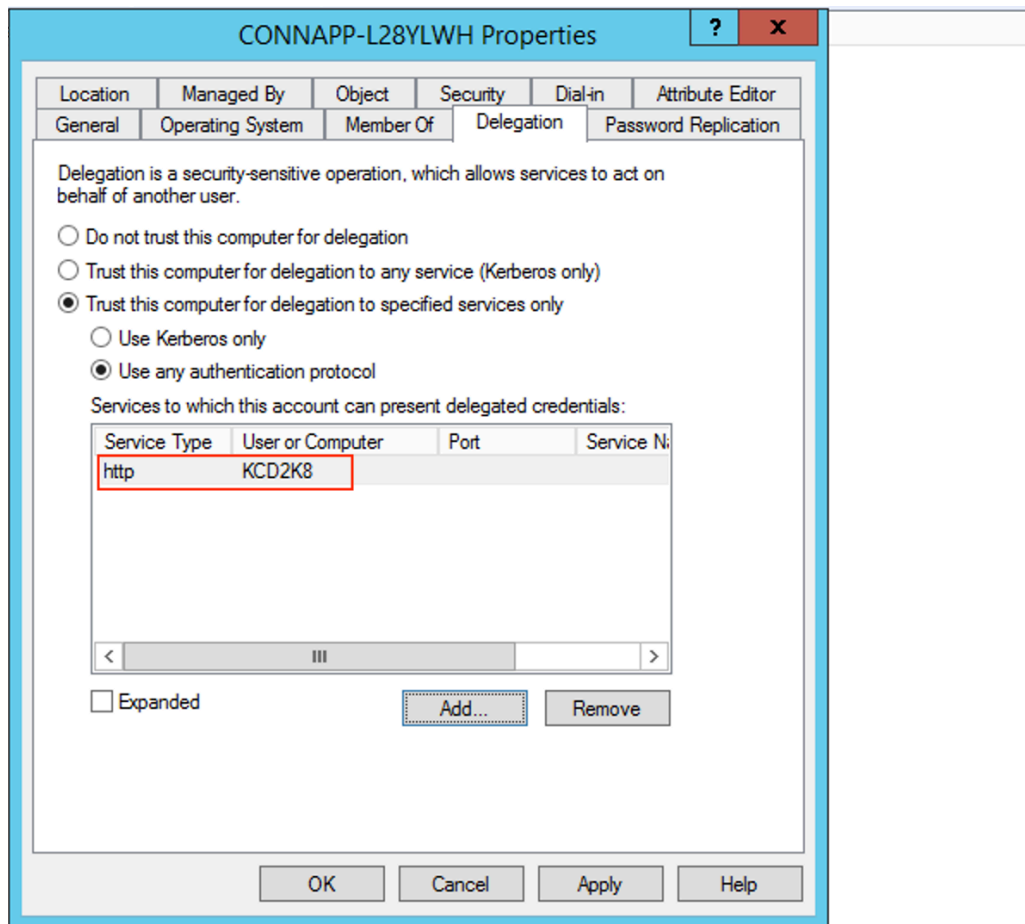 CONNAPP-L28YLWH Properties
?
x
Location Managed By Object Security Dial-in Attribute Editor
General Operating System Member Of Delegation Password Replication
Delegation is a security-sensitive operation, which allows services to act on
behalf of another user.
Do not trust this computer for delegation
Trust this computer for delegation to any service (Kerberos only)
Trust this computer for delegation to specified services only
Use Kerberos only
Use any authentication protocol
Services to which this account can present delegated credentials:
Service Type User or Computer Port Service Na
http KCD2K8
Expanded Add... Remove
OK Cancel Apply Help